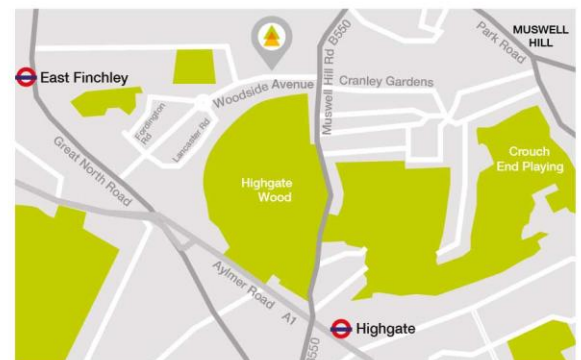 MUSWELL
HILL
Park Road
Muswell Hill Rd B550
East Finchley
Cranley Gardens
Woodside Avenue
Fordington
Rd
Lancaster Rd
Great North Road
Highgate
Wood
Crouch
End Playing
Aylmer Road A1
Highgate
B550